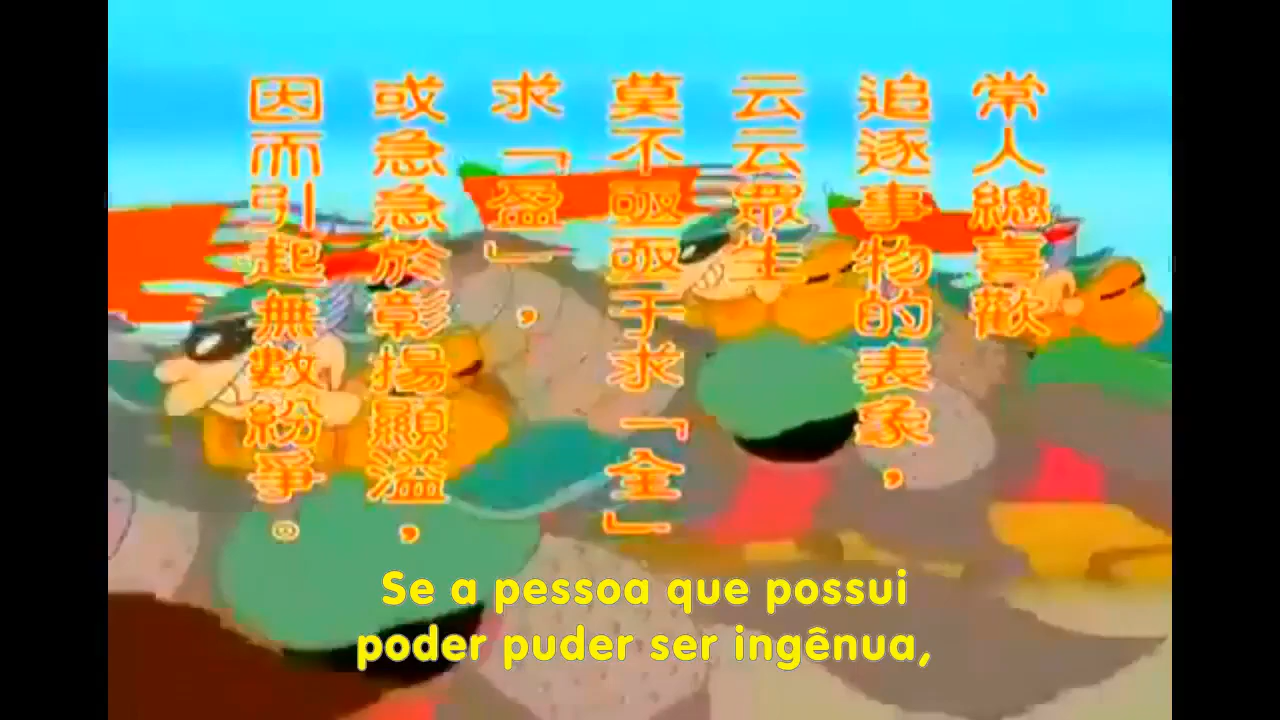 常人總喜歡
追逐事物的表象，
云云眾生
莫不亟亟于求「全」
求「盈」，
或急急於彰揚顯溢，
因而引起無數紛爭。
Se a pessoa que possui
poder puder ser ingênua,